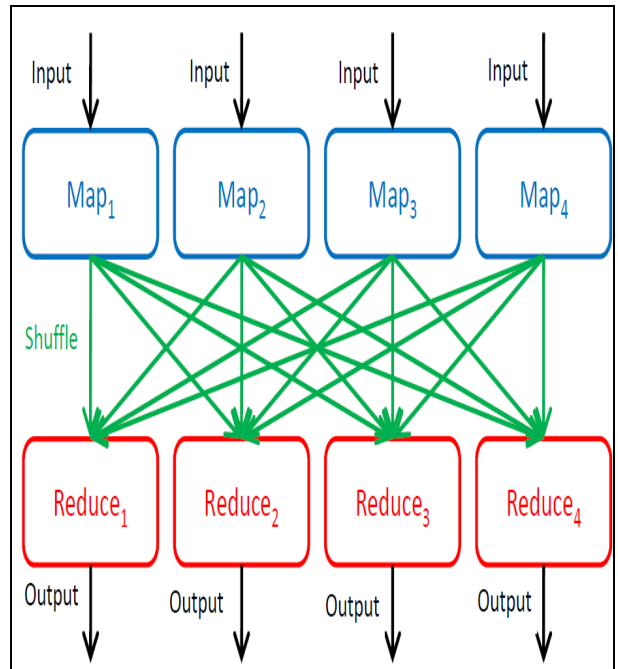 Input Input Input Input
Map1 Map2 Map3 Map4
Shuffle
Reduce1 Reduce2 Reduce3 Reduce4
Output Output Output Output